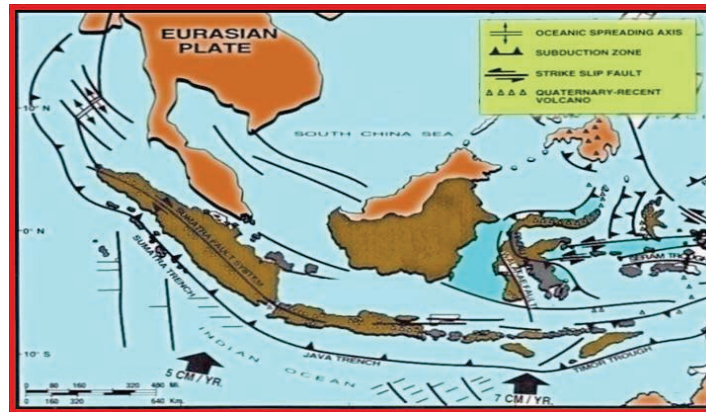 EURASIAN
PLATE
OCEANIC SPREADING AXIS
SUBDUCTION ZONE
STRIKE SLIP FAULT
QUATERNARY-RECENT
VOLCANO
10° N
SOUTH CHINA SEA
SUMATRA FAULT SYSTEM
0° N
SUMATRA TRENCH
SERAM TROUGH
JAVA TRENCH
TIMOR TROUGH
10° S
INDIAN OCEAN
5 CM / YR.
7 CM / YR.
0 80 160 320 480 Mi.
0 160 320 640 Km.